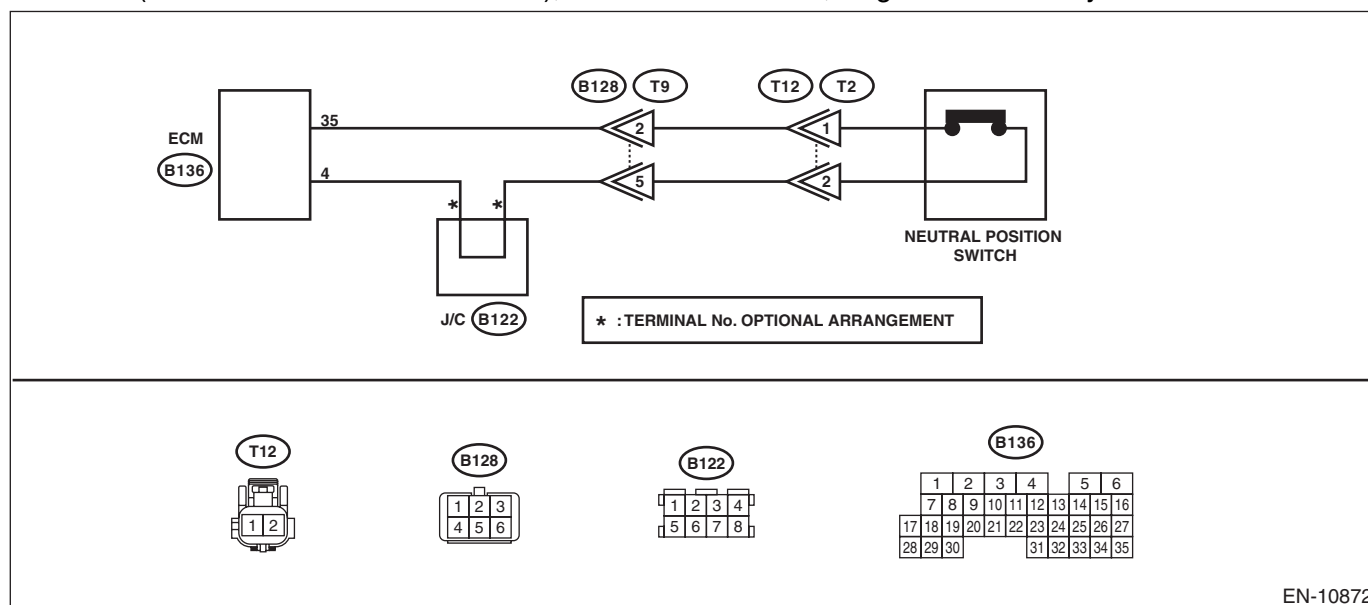 B128 T9 T12 T2
35
2 1
ECM
B136
4
5 2
* *
NEUTRAL POSITION
SWITCH
J/C B122
* : TERMINAL No. OPTIONAL ARRANGEMENT
T12
1 2
B128
1 2 3
4 5 6
B122
1 2 3 4
5 6 7 8
B136
1 2 3 4 5 6
7 8 9 10 11 12 13 14 15 16
17 18 19 20 21 22 23 24 25 26 27
28 29 30 31 32 33 34 35
EN-10872